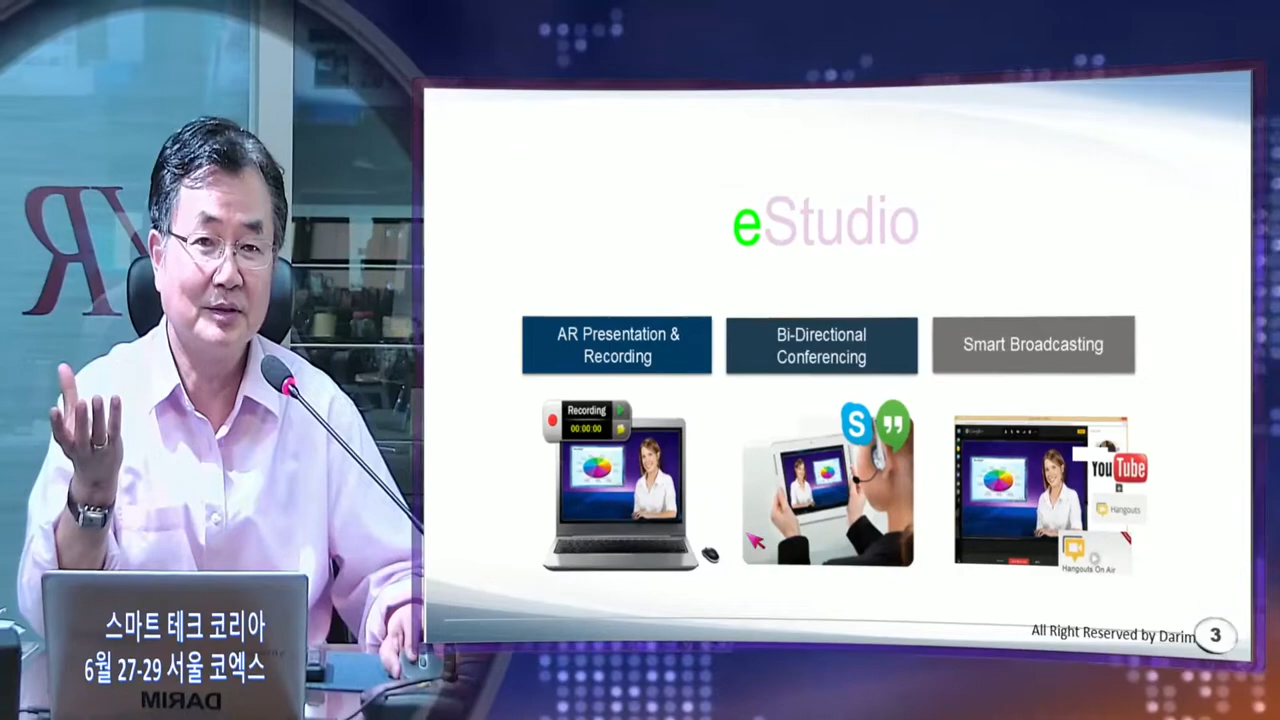 eStudio
AR Presentation &
Recording
Bi-Directional
Conferencing
Smart Broadcasting
Recording
00:00:00
YouTube
Hangouts
Hangouts On Air
All Right Reserved by Darim
3
스마트 테크 코리아
6월 27-29 서울 코엑스
DARIM